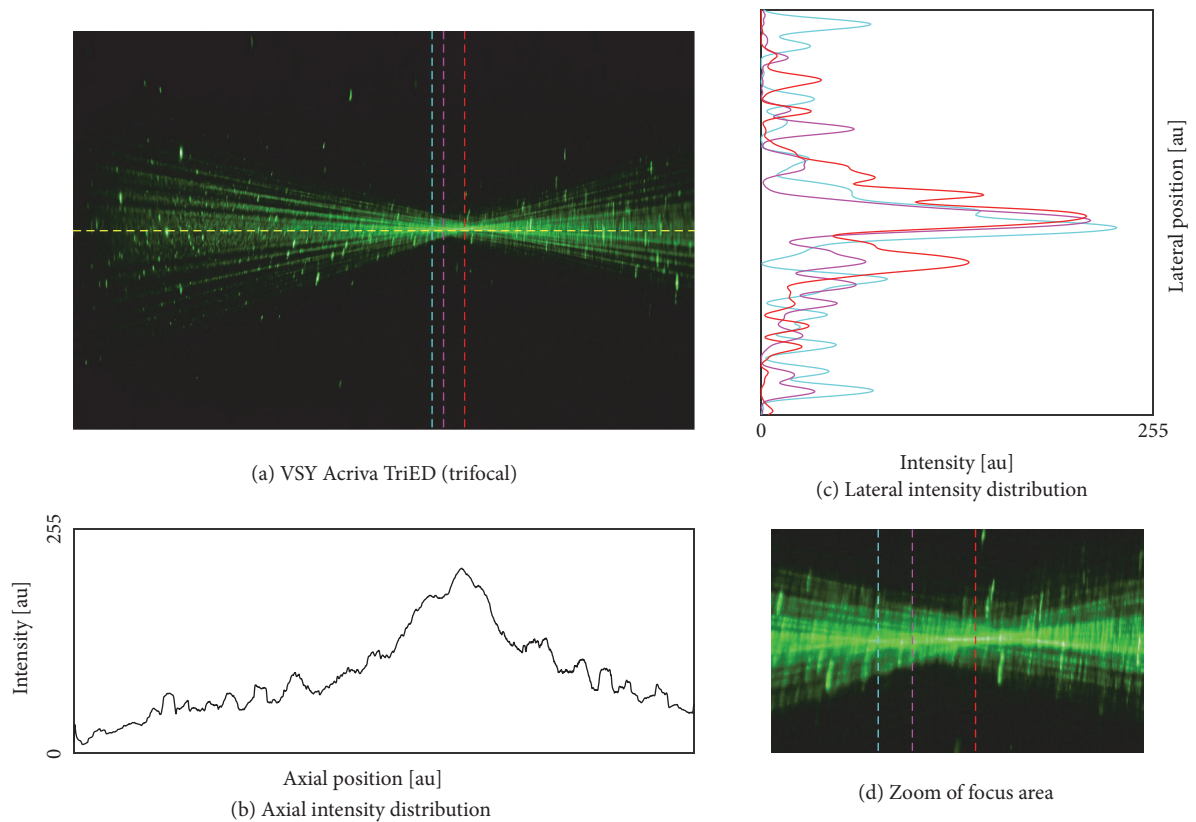 (a) VSY Acriva TriED (trifocal)
255
Intensity [au]
0
Axial position [au]
(b) Axial intensity distribution
Lateral position [au]
0
255
Intensity [au]
(c) Lateral intensity distribution
(d) Zoom of focus area